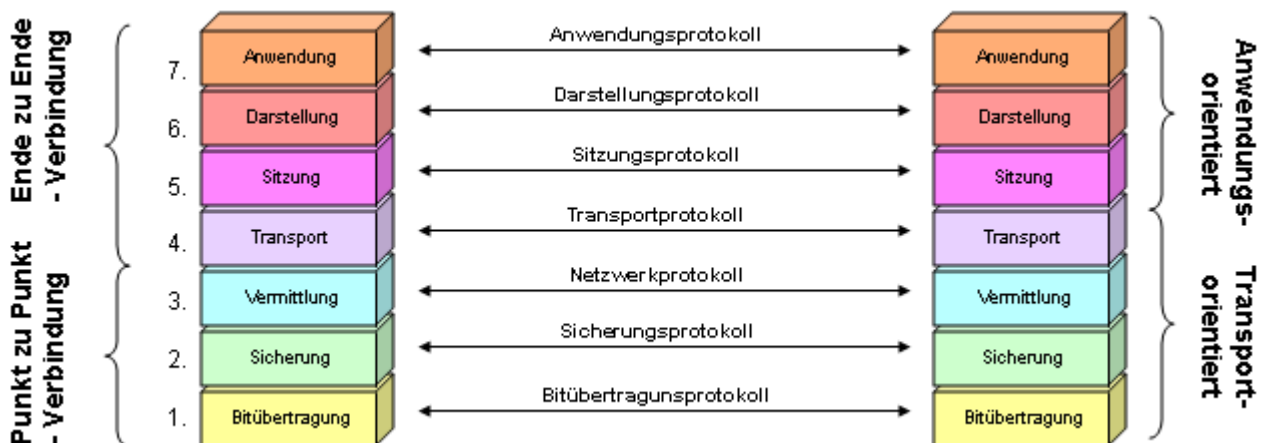 Ende zu Ende
- Verbindung
Punkt zu Punkt
- Verbindung
7.
Anwendung
Anwendungsprotokoll
Anwendung
6.
Darstellung
Darstellungsprotokoll
Darstellung
5.
Sitzung
Sitzungsprotokoll
Sitzung
4.
Transport
Transportprotokoll
Transport
3.
Vermittlung
Netzwerkprotokoll
Vermittlung
2.
Sicherung
Sicherungsprotokoll
Sicherung
1.
Bitübertragung
Bitübertragunsprotokoll
Bitübertragung
Anwendungs-
orientiert
Transport-
orientiert